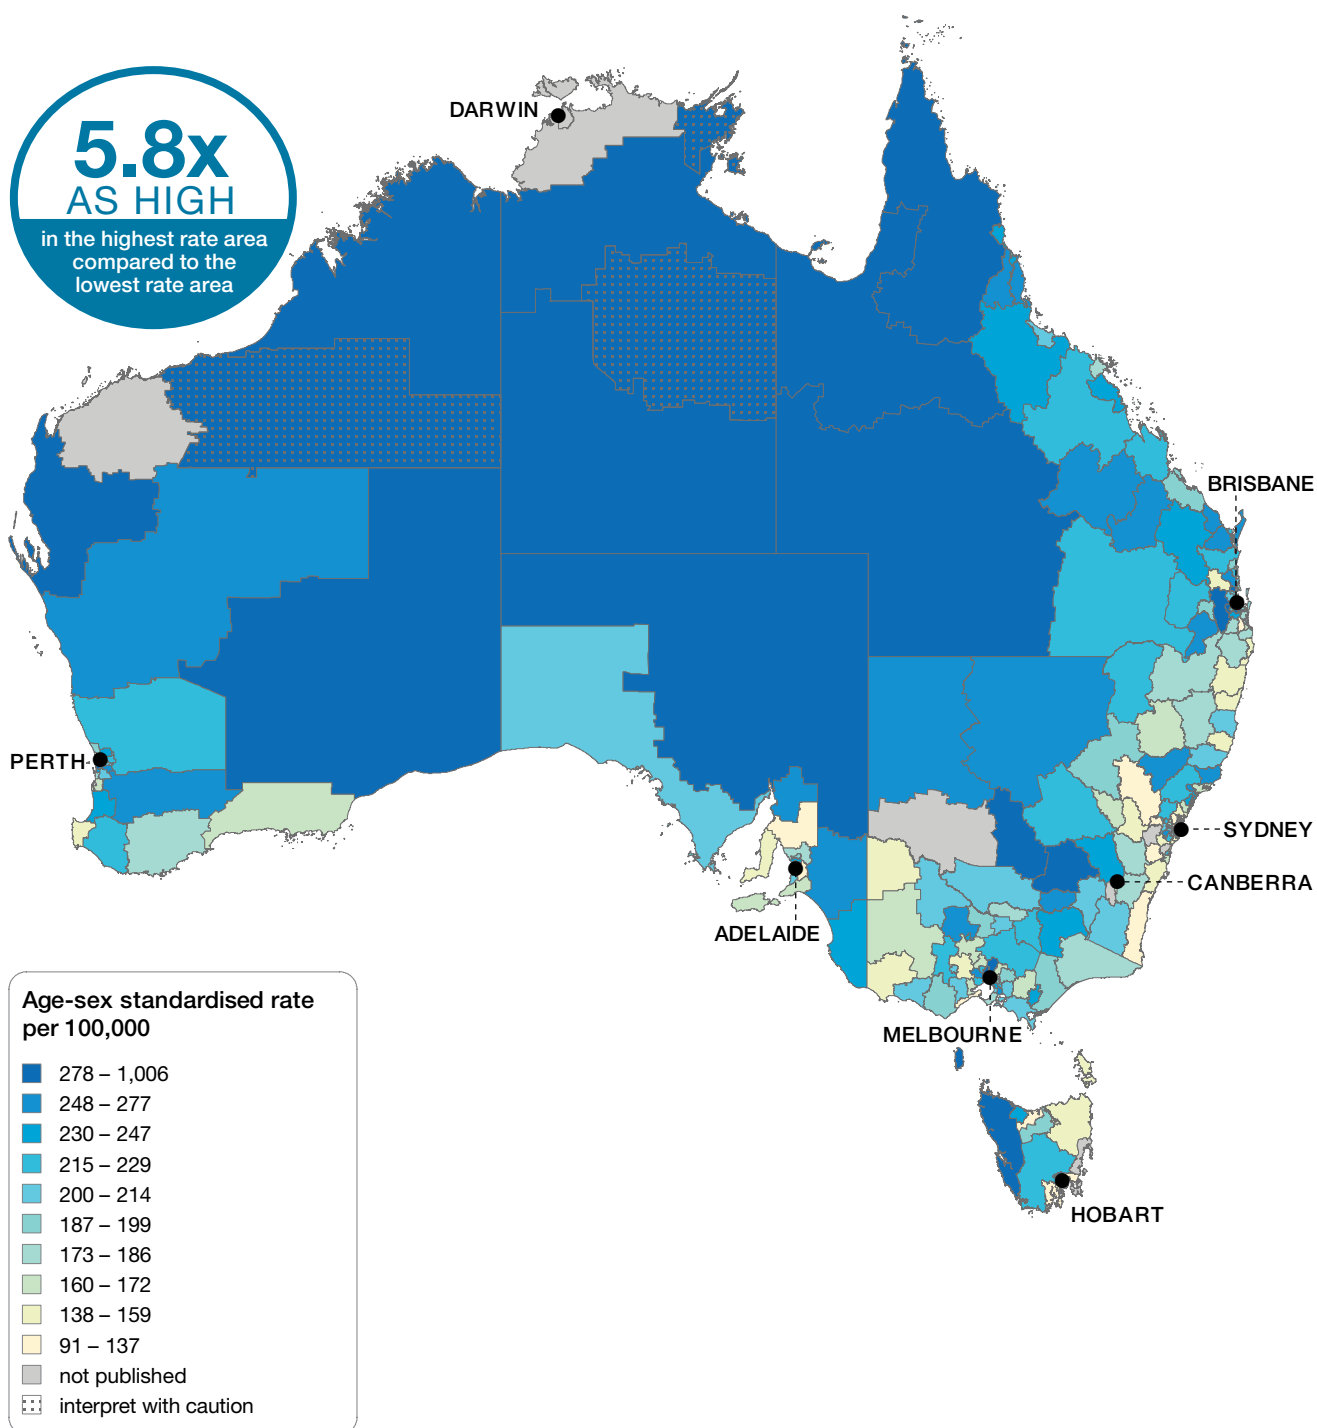 5.8x
AS HIGH
in the highest rate area
compared to the
lowest rate area
DARWIN
BRISBANE
PERTH
SYDNEY
CANBERRA
ADELAIDE
MELBOURNE
HOBART
Age-sex standardised rate
per 100,000
278 – 1,006
248 – 277
230 – 247
215 – 229
200 – 214
187 – 199
173 – 186
160 – 172
138 – 159
91 – 137
not published
interpret with caution